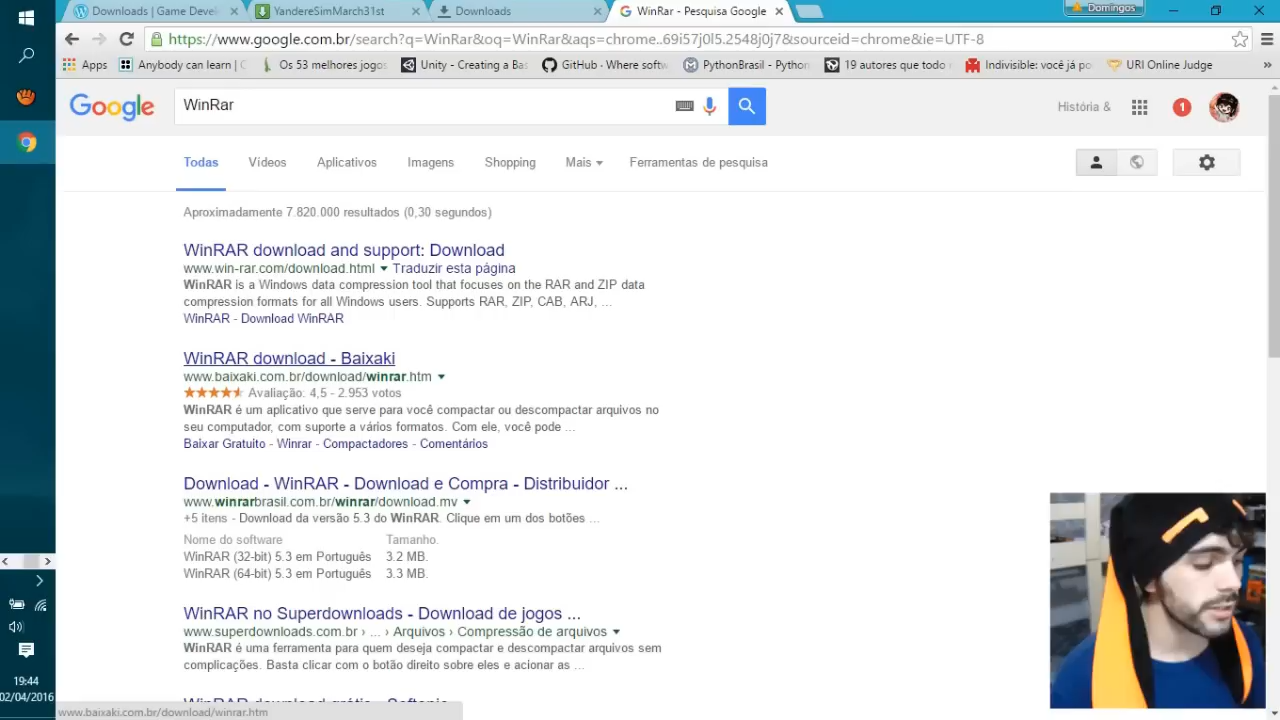 Downloads | Game Devel
YandereSimMarch31st
Downloads
WinRar - Pesquisa Google
Domingos
https://www.google.com.br/search?q=WinRar&oq=WinRar&aqs=chrome..69i57j0l5.2548j0j7&sourceid=chrome&ie=UTF-8
Apps
Anybody can learn |
Os 53 melhores jogos
Unity - Creating a Bas
GitHub · Where softw
PythonBrasil - Python
19 autores que todo
Indivisible: você já po
URI Online Judge
»
Google
WinRar
História &
1
Todas
Vídeos
Aplicativos
Imagens
Shopping
Mais
Ferramentas de pesquisa
Aproximadamente 7.820.000 resultados (0,30 segundos)
WinRAR download and support: Download
www.win-rar.com/download.html Traduzir esta página
WinRAR is a Windows data compression tool that focuses on the RAR and ZIP data
compression formats for all Windows users. Supports RAR, ZIP, CAB, ARJ, ...
WinRAR - Download WinRAR
WinRAR download - Baixaki
www.baixaki.com.br/download/winrar.htm
Avaliação: 4,5 - 2.953 votos
WinRAR é um aplicativo que serve para você compactar ou descompactar arquivos no
seu computador, com suporte a vários formatos. Com ele, você pode ...
Baixar Gratuito - Winrar - Compactadores - Comentários
Download - WinRAR - Download e Compra - Distribuidor ...
www.winrarbrasil.com.br/winrar/download.mv
+5 itens - Download da versão 5.3 do WinRAR. Clique em um dos botões ...
Nome do software Tamanho.
WinRAR (32-bit) 5.3 em Português 3.2 MB.
WinRAR (64-bit) 5.3 em Português 3.3 MB.
WinRAR no Superdownloads - Download de jogos ...
www.superdownloads.com.br › ... › Arquivos › Compressão de arquivos
WinRAR é uma ferramenta para quem deseja compactar e descompactar arquivos sem
complicações. Basta clicar com o botão direito sobre eles e acionar as ...
WinRAR download grátis - Softonic
www.baixaki.com.br/download/winrar.htm
19:44
02/04/2016